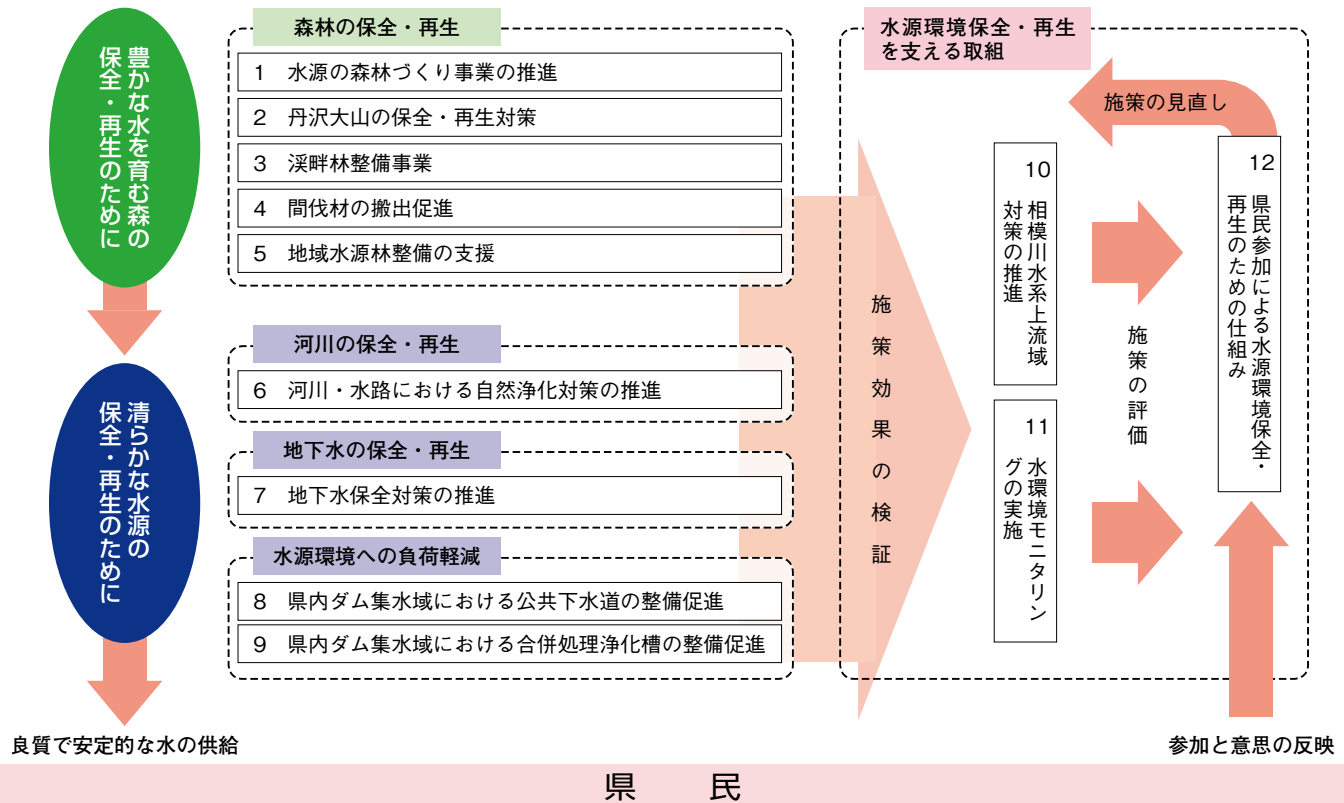 豊かな水を育む森の
保全・再生のために
清らかな水源の
保全・再生のために
良質で安定的な水の供給
森林の保全・再生
1 水源の森林づくり事業の推進
2 丹沢大山の保全・再生対策
3 渓畔林整備事業
4 間伐材の搬出促進
5 地域水源林整備の支援
河川の保全・再生
6 河川・水路における自然浄化対策の推進
地下水の保全・再生
7 地下水保全対策の推進
水源環境への負荷軽減
8 県内ダム集水域における公共下水道の整備促進
9 県内ダム集水域における合併処理浄化槽の整備促進
施策効果の検証
水源環境保全・再生
を支える取組
施策の見直し
10 相模川水系上流域
対策の推進
11 水環境モニタリン
グの実施
施策の評価
12 県民参加による水源環境保全・
再生のための仕組み
参加と意思の反映
県 民